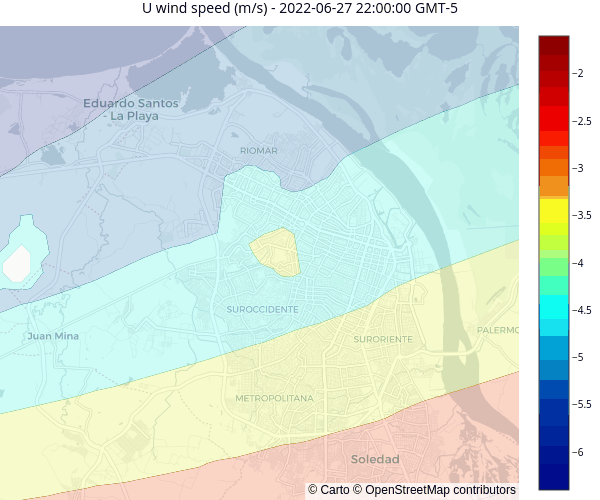 U wind speed (m/s) - 2022-06-27 22:00:00 GMT-5
Eduardo Santos
- La Playa
RIOMAR
SUROCCIDENTE
Juan Mina
SURORIENTE
PALERMO
METROPOLITANA
Soledad
© Carto © OpenStreetMap contributors
−2
−2.5
−3
−3.5
−4
−4.5
−5
−5.5
−6